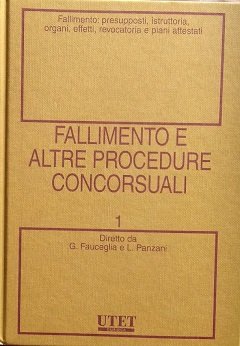 Fallimento: presupposti, istruttoria,
organi, effetti, revocatoria e piani attestati
FALLIMENTO E
ALTRE PROCEDURE
CONCORSUALI
1
Diretto da
G. Fauceglia e L. Panzani
UTET